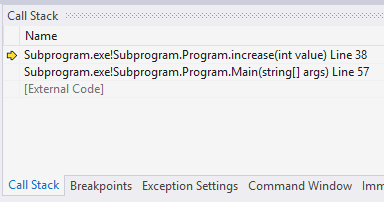 Call Stack
Name
Subprogram.exe!Subprogram.Program.increase(int value) Line 38
Subprogram.exe!Subprogram.Program.Main(string[] args) Line 57
[External Code]
Call Stack Breakpoints Exception Settings Command Window Imm